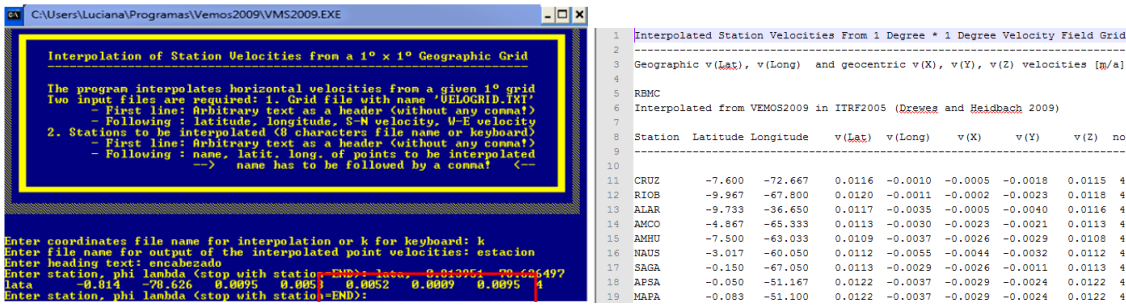 C:\Users\Luciana\Programas\Vemos2009\VMS2009.EXE
Interpolation of Station Velocities from a 1º x 1º Geographic Grid
The program interpolates horizontal velocities from a given 1º grid
Two input files are required: 1. Grid file with name 'VELOGRID.TXT'
- First line: Arbitrary text as a header (without any comma!)
- Following : latitude, longitude, S-N velocity, W-E velocity
2. Stations to be interpolated (8 characters file name or keyboard)
- First line: Arbitrary text as a header (without any comma!)
- Following : name, latit. long. of points to be interpolated
--> name has to be followed by a comma! <--
Enter coordinates file name for interpolation or k for keyboard: k
Enter file name for output of the interpolated point velocities: estacion
Enter heading text: encabezado
Enter station, phi lambda (stop with station=END): lata, -0.813951 -78.626497
lata -0.814 -78.626 0.0095 0.0053 0.0052 0.0009 0.0095 4
Enter station, phi lambda (stop with station=END):
1 Interpolated Station Velocities From 1 Degree * 1 Degree Velocity Field Grid
2 ------------------------------------------------------------
3 Geographic v(Lat), v(Long) and geocentric v(X), v(Y), v(Z) velocities [m/a]
4
5 RBMC
6 Interpolated from VEMOS2009 in ITRF2005 (Drewes and Heidbach 2009)
7
8 Station Latitude Longitude v(Lat) v(Long) v(X) v(Y) v(Z) no
9 ------------------------------------------------------------
10
11 CRUZ -7.600 -72.667 0.0116 -0.0010 -0.0005 -0.0018 0.0115 4
12 RIOB -9.967 -67.800 0.0120 -0.0011 -0.0002 -0.0023 0.0118 4
13 ALAR -9.733 -36.650 0.0117 -0.0035 -0.0005 -0.0040 0.0116 4
14 AMCO -4.867 -65.333 0.0113 -0.0030 -0.0023 -0.0021 0.0113 4
15 AMHU -7.500 -63.033 0.0109 -0.0037 -0.0026 -0.0029 0.0108 4
16 NAUS -3.017 -60.050 0.0112 -0.0055 -0.0044 -0.0032 0.0112 4
17 SAGA -0.150 -67.050 0.0113 -0.0029 -0.0026 -0.0011 0.0113 4
18 APSA -0.050 -51.167 0.0122 -0.0037 -0.0029 -0.0024 0.0122 4
19 MAPA -0.083 -51.100 0.0122 -0.0037 -0.0029 -0.0024 0.0122 4